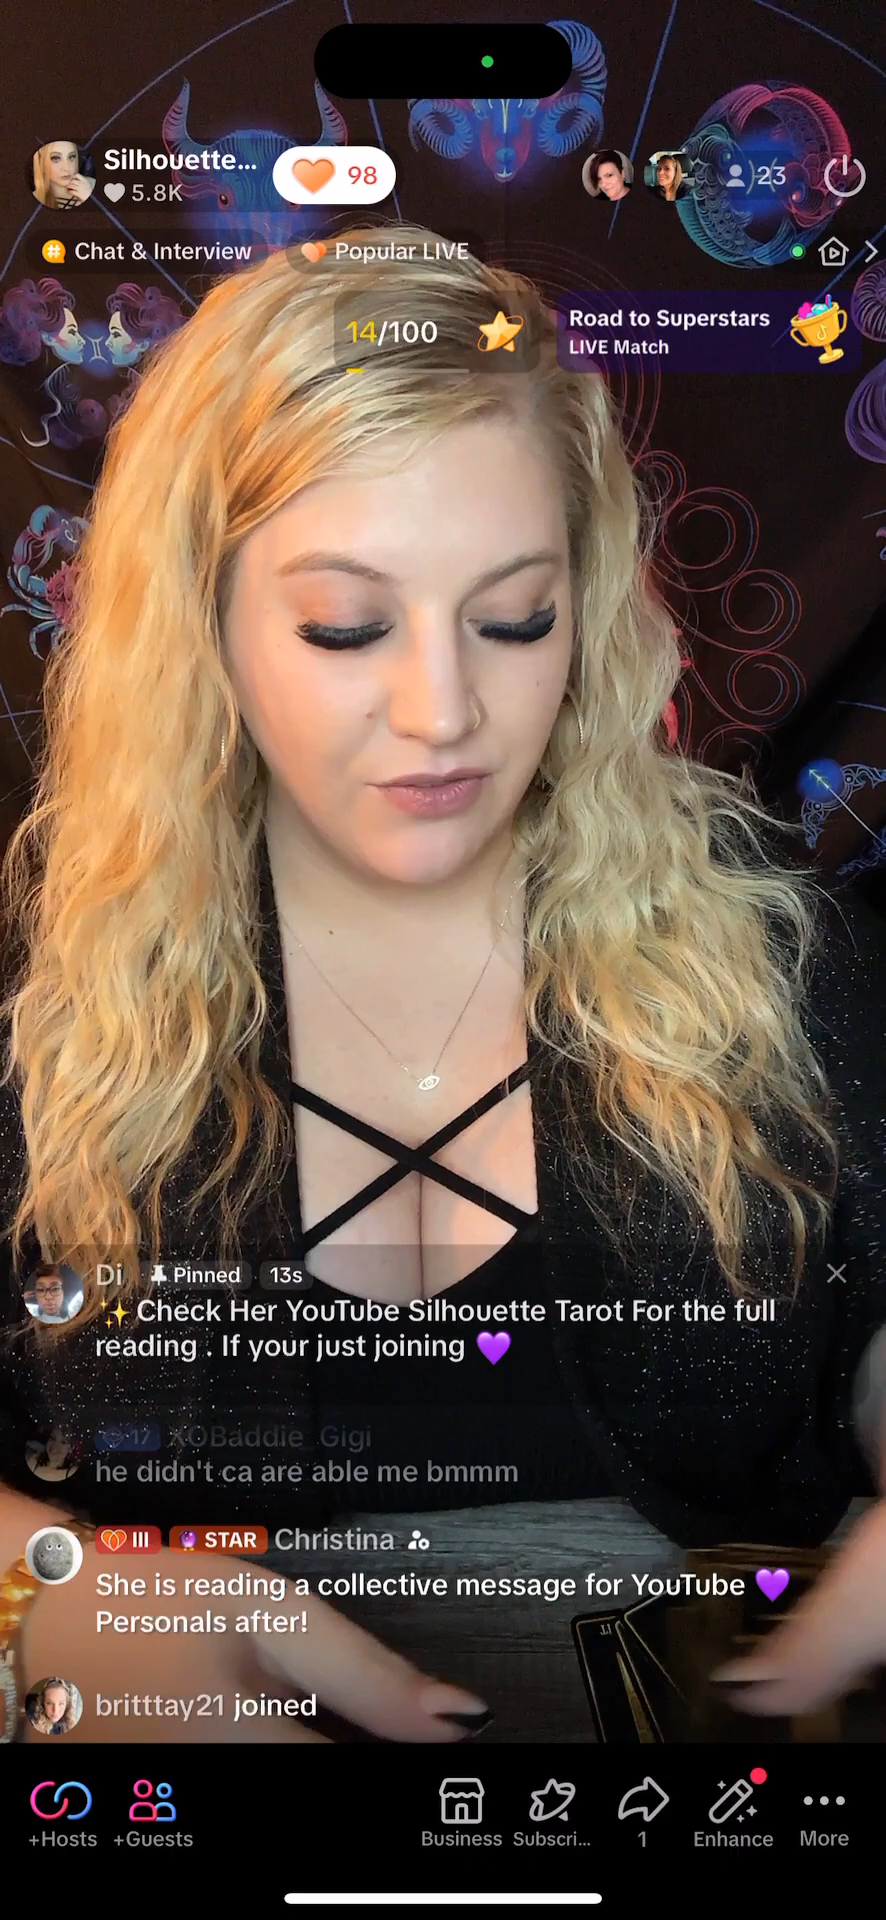 Silhouette...
98
5.8K
23
Chat & Interview
Popular LIVE
14/100
Road to Superstars
LIVE Match
Di Pinned 13s
✨Check Her YouTube Silhouette Tarot For the full
reading . If your just joining 💜
17 XOBaddie_Gigi
he didn't ca are able me bmmm
III STAR Christina
She is reading a collective message for YouTube 💜
Personals after!
britttay21 joined
+Hosts
+Guests
Business
Subscri...
1
Enhance
More